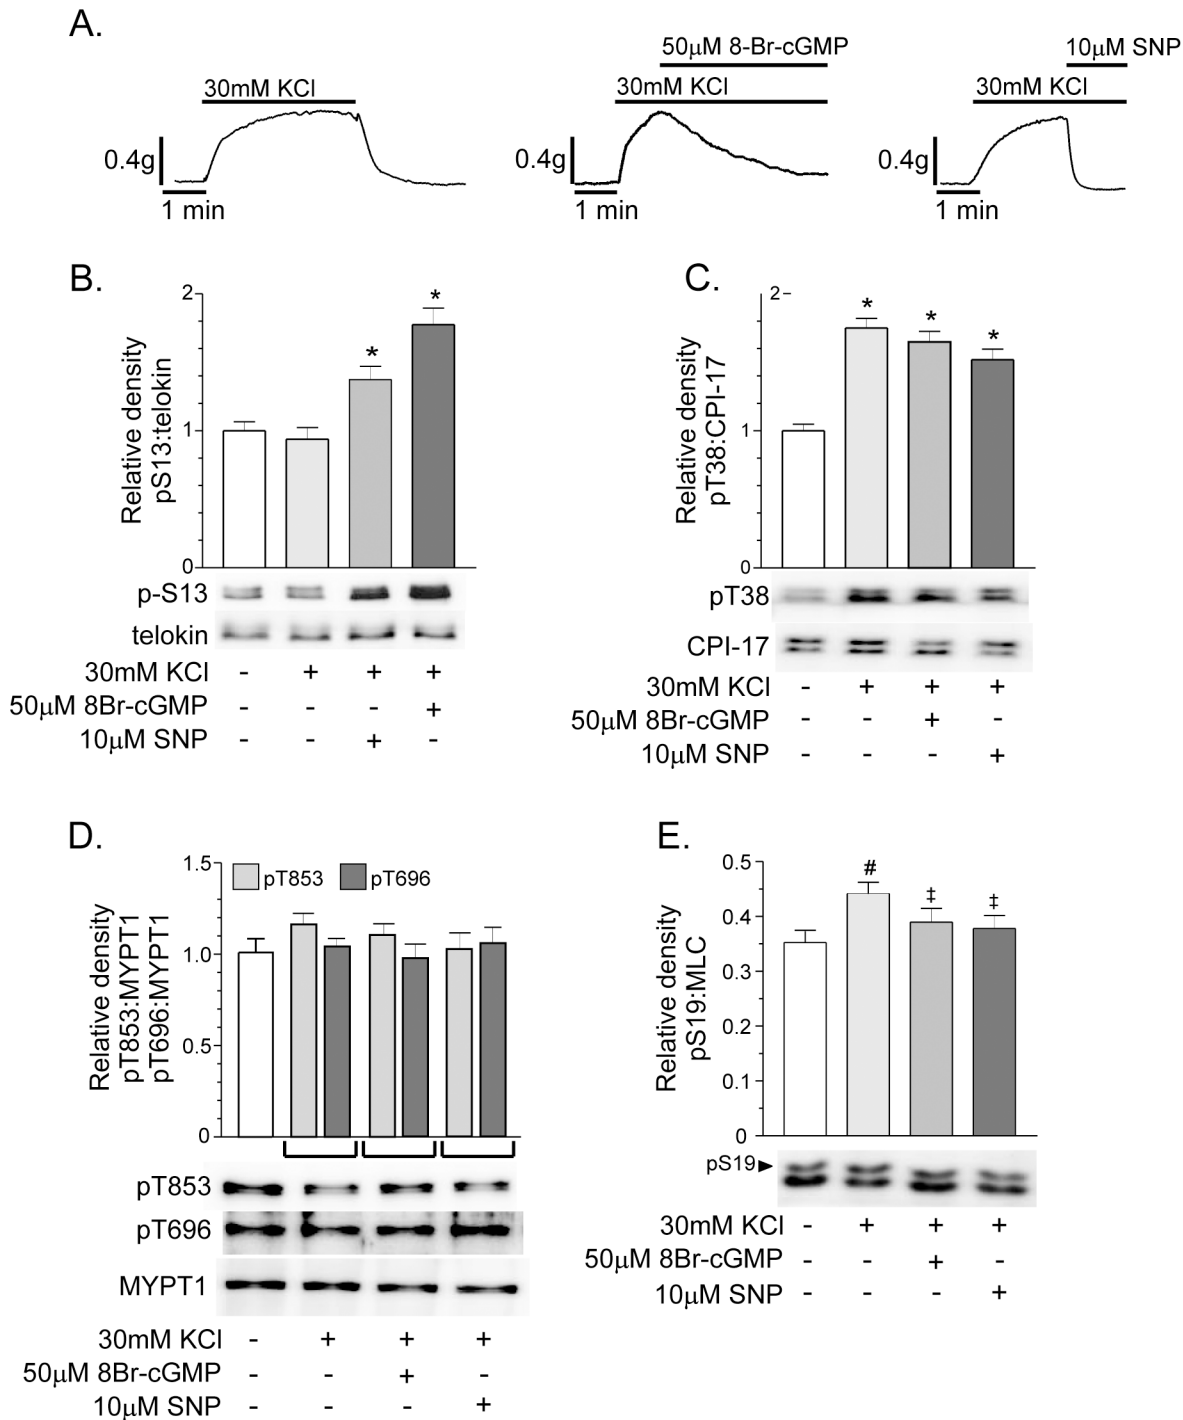 A.
50μM 8-Br-cGMP
10μM SNP
30mM KCl
30mM KCl
30mM KCl
0.4g
0.4g
0.4g
1 min
1 min
1 min
B.
Relative density
pS13:telokin
2
1
0
*
*
p-S13
telokin
30mM KCl - + + +
50μM 8Br-cGMP - - - +
10μM SNP - - + -
C.
Relative density
pT38:CPI-17
2
1
0
* * *
pT38
CPI-17
30mM KCl - + + +
50μM 8Br-cGMP - - + -
10μM SNP - - - +
D.
Relative density
pT853:MYPT1
pT696:MYPT1
1.5
1.0
0.5
0
pT853 pT696
pT853
pT696
MYPT1
30mM KCl - + + +
50μM 8Br-cGMP - - + -
10μM SNP - - - +
E.
Relative density
pS19:MLC
0.5
0.4
0.3
0.2
0.1
0
# ‡ ‡
pS19
30mM KCl - + + +
50μM 8Br-cGMP - - + -
10μM SNP - - - +